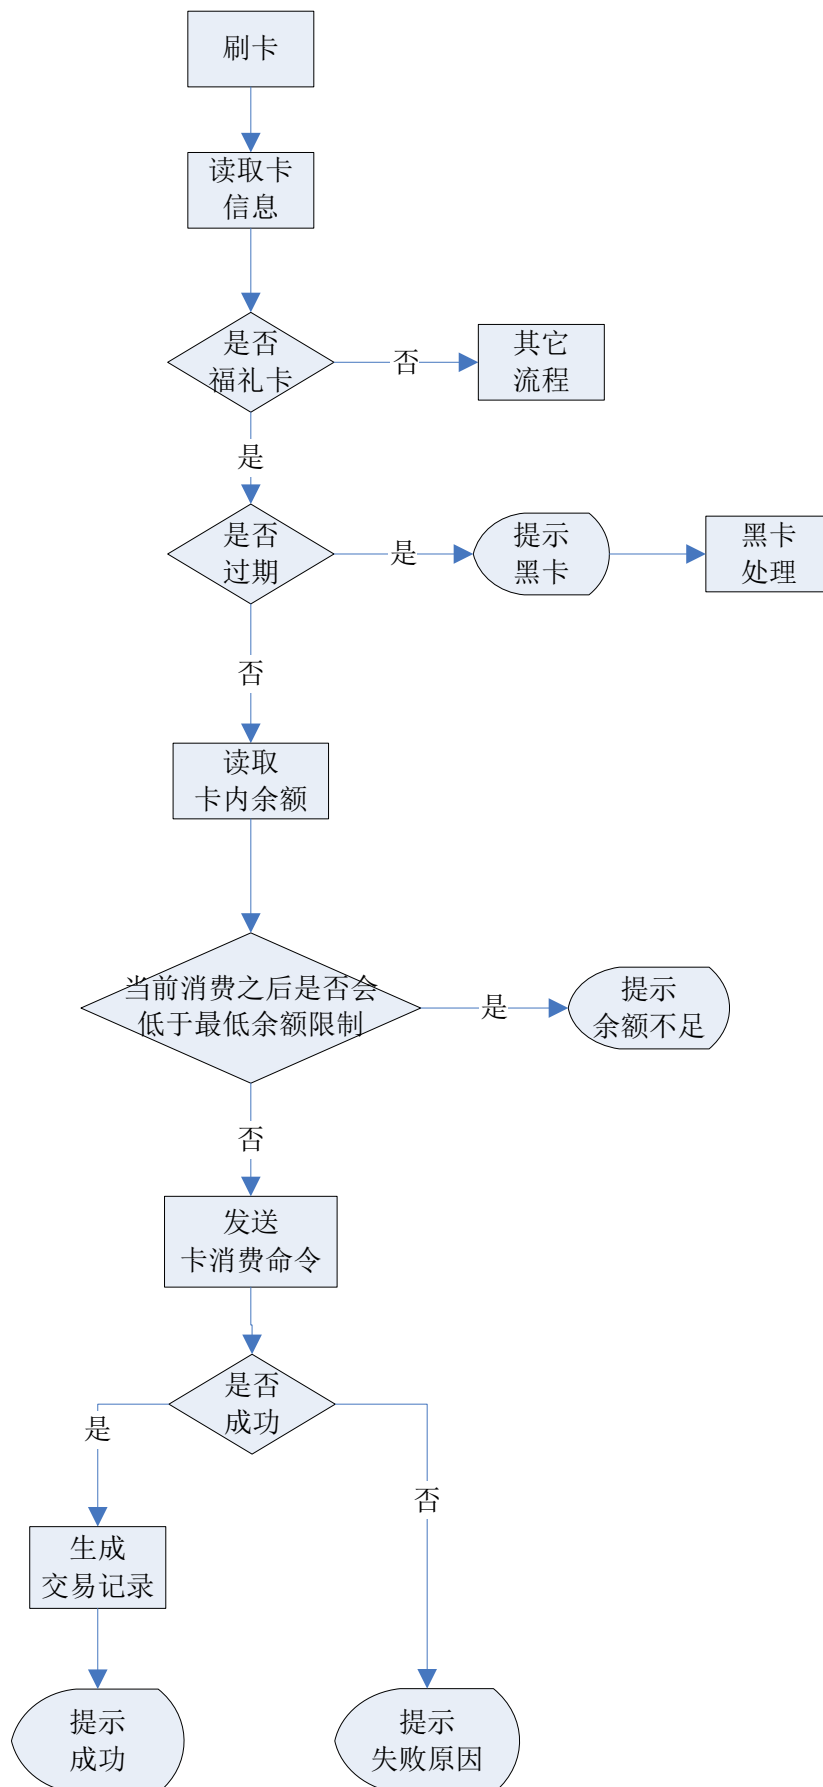 刷卡
读取卡
信息
是否
福礼卡
否
其它
流程
是
是否
过期
是
提示
黑卡
黑卡
处理
否
读取
卡内余额
当前消费之后是否会
低于最低余额限制
是
提示
余额不足
否
发送
卡消费命令
是否
成功
是
否
生成
交易记录
提示
成功
提示
失败原因